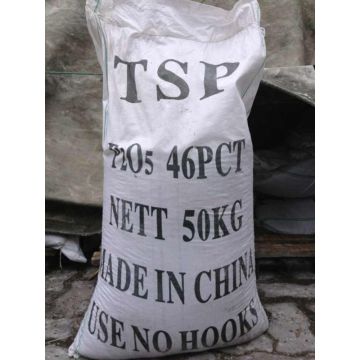 TSP
P2O5 46PCT
NETT 50KG
MADE IN CHINA
USE NO HOOKS